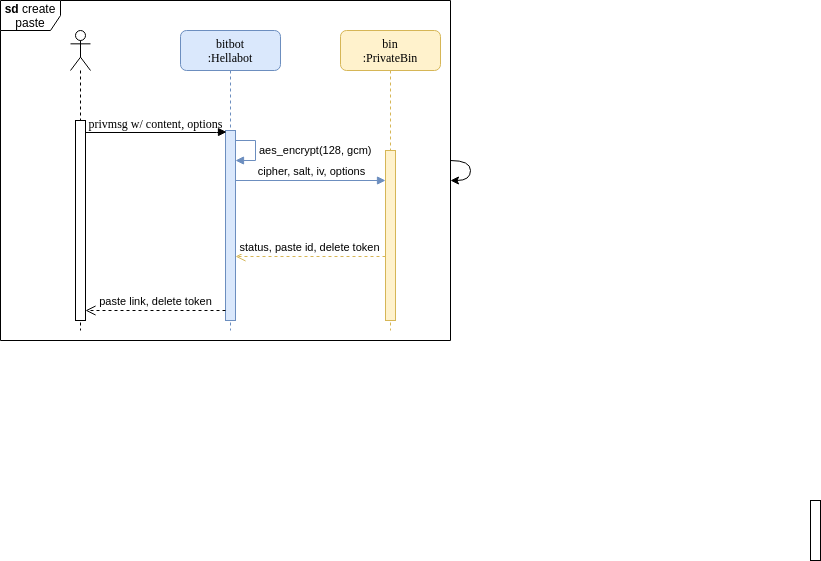 sd create
paste
bitbot
:Hellabot
bin
:PrivateBin
privmsg w/ content, options
aes_encrypt(128, gcm)
cipher, salt, iv, options
status, paste id, delete token
paste link, delete token